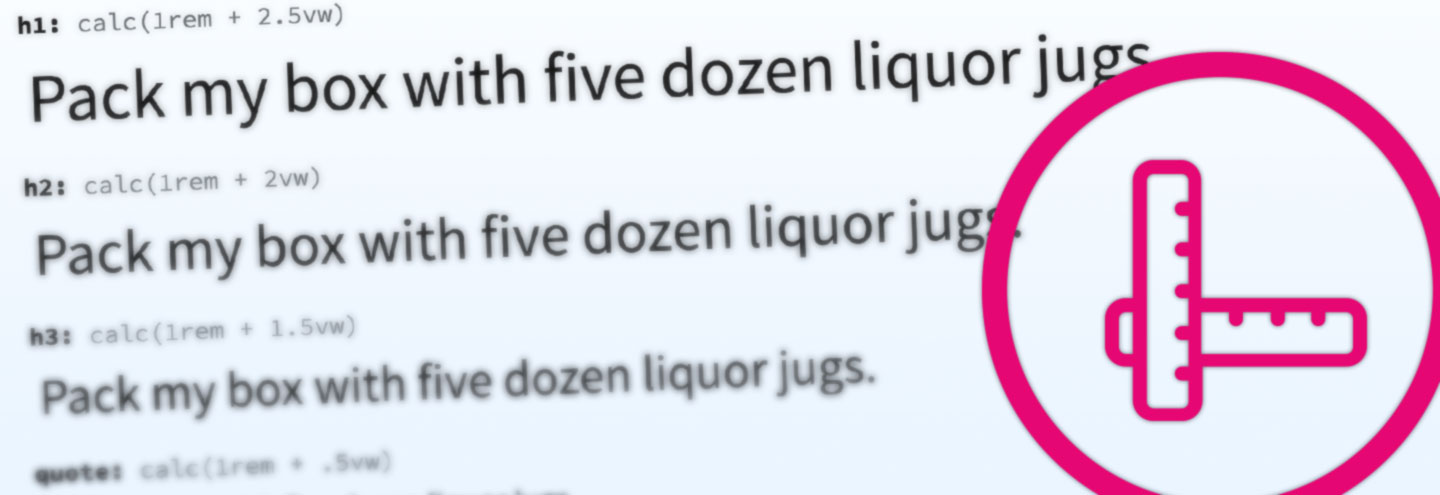 h1: calc(1rem + 2.5vw)
Pack my box with five dozen liquor jugs
h2: calc(1rem + 2vw)
Pack my box with five dozen liquor jugs.
h3: calc(1rem + 1.5vw)
Pack my box with five dozen liquor jugs.
quote: calc(1rem + .5vw)